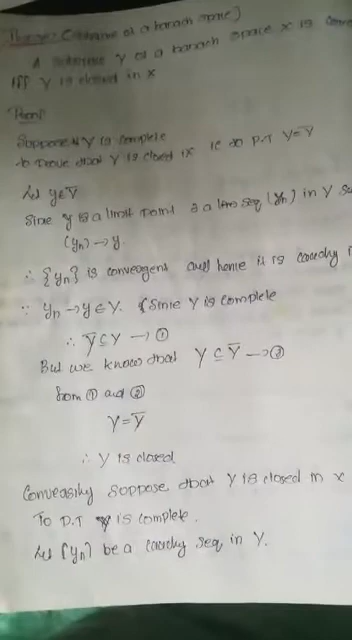 Theorem (subspace of a banach space)
A subspace Y of a banach space X is
iff Y is closed in X
Proof
Suppose Y is complete
to prove that Y is closed ie to P.T Y=Ȳ
Let y∈Ȳ
Since y is a limit point ∃ a seq (yn) in Y
(yn)→y
∴ {yn} is convergent and hence it is cauchy
∵ yn→y∈Y. Since Y is complete
∴ Ȳ⊆Y →①
But we know that Y⊆Ȳ →②
from ① and ②
Y=Ȳ
∴ Y is closed
Conversily suppose that Y is closed in X
To P.T Y is complete.
Let (yn) be a cauchy seq in Y.